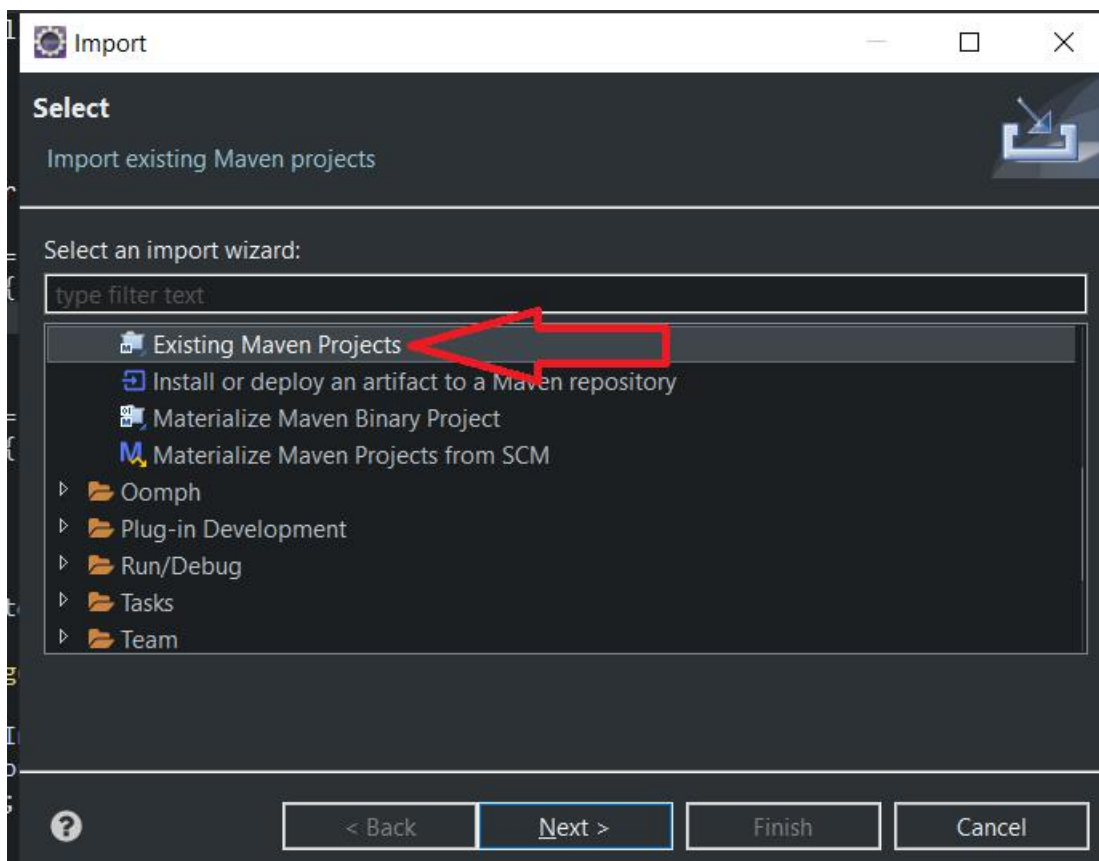 Import
Select
Import existing Maven projects
Select an import wizard:
type filter text
Existing Maven Projects
Install or deploy an artifact to a Maven repository
Materialize Maven Binary Project
Materialize Maven Projects from SCM
Oomph
Plug-in Development
Run/Debug
Tasks
Team
< Back
Next >
Finish
Cancel